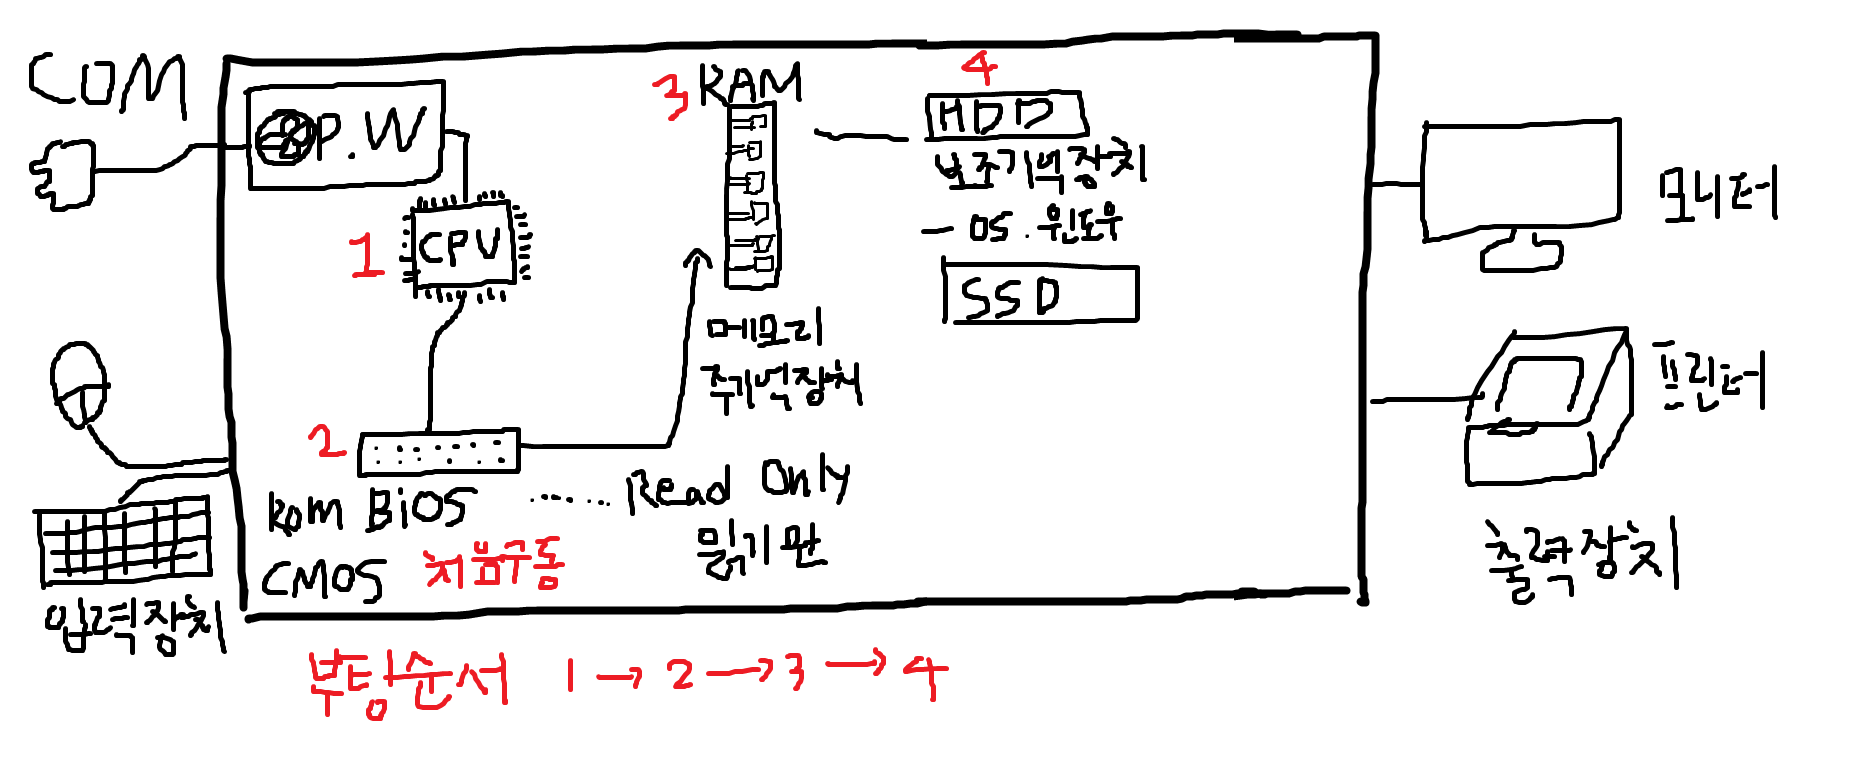 COM
P.W
1
CPU
2
ROM BiOS
CMOS
처음구동
...... Read Only
읽기만
3
RAM
메모리
주기억장치
4
HDD
보조기억장치
- OS. 윈도우
SSD
모니터
프린터
출력장치
입력장치
부팅순서 1 → 2 → 3 → 4